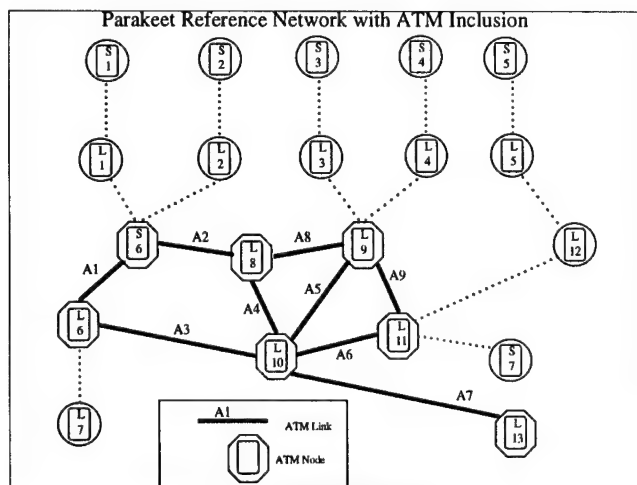 Parakeet Reference Network with ATM Inclusion
S 1
S 2
S 3
S 4
S 5
L 1
L 2
L 3
L 4
L 5
S 6
A2
L 8
A8
L 9
L 12
A1
A4
A5
A9
L 6
A3
L 10
A6
L 11
S 7
A7
L 7
L 13
A1
ATM Link
ATM Node